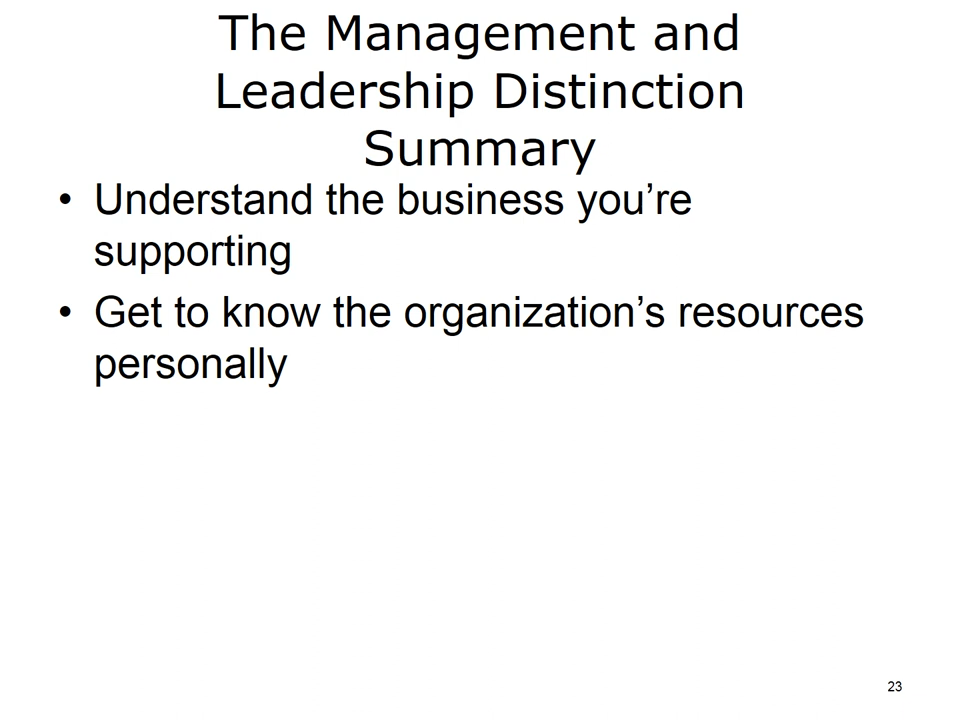 The Management and
Leadership Distinction
Summary
• Understand the business you’re
supporting
• Get to know the organization’s resources
personally
23